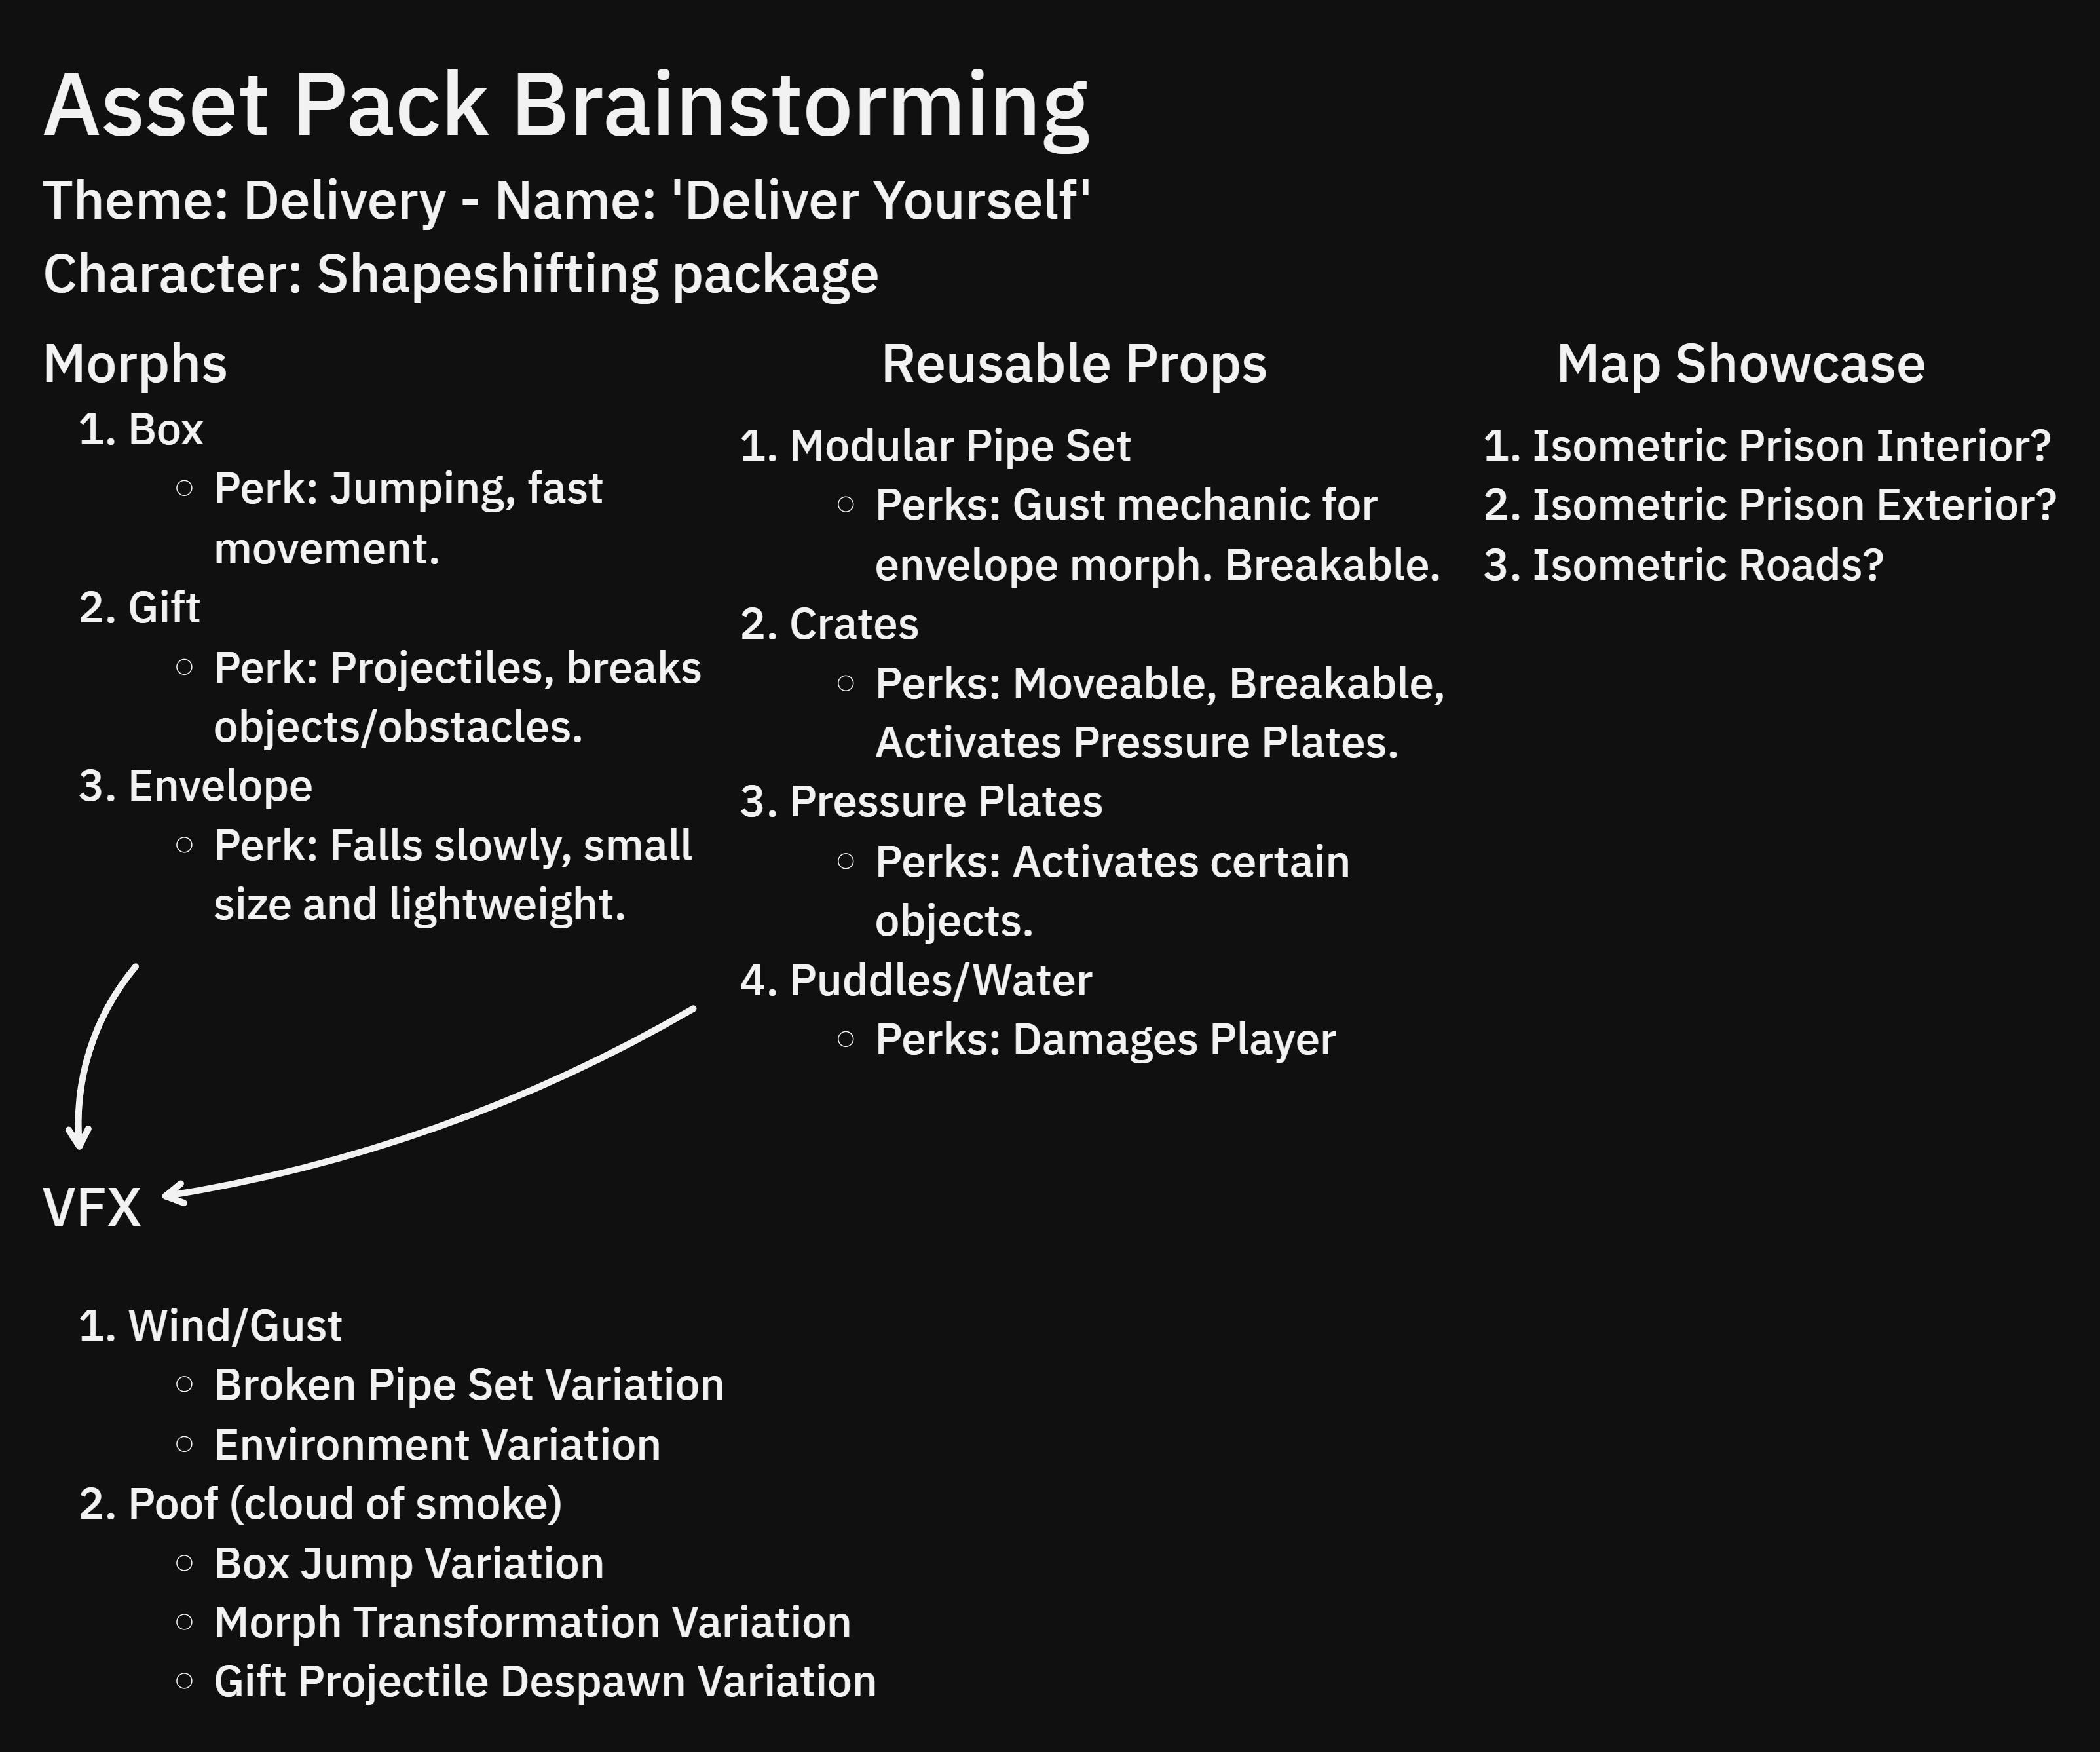 Asset Pack Brainstorming
Theme: Delivery - Name: 'Deliver Yourself'
Character: Shapeshifting package
Morphs
1. Box
○ Perk: Jumping, fast
movement.
2. Gift
○ Perk: Projectiles, breaks
objects/obstacles.
3. Envelope
○ Perk: Falls slowly, small
size and lightweight.
Reusable Props
1. Modular Pipe Set
○ Perks: Gust mechanic for
envelope morph. Breakable.
2. Crates
○ Perks: Moveable, Breakable,
Activates Pressure Plates.
3. Pressure Plates
○ Perks: Activates certain
objects.
4. Puddles/Water
○ Perks: Damages Player
Map Showcase
1. Isometric Prison Interior?
2. Isometric Prison Exterior?
3. Isometric Roads?
VFX
1. Wind/Gust
○ Broken Pipe Set Variation
○ Environment Variation
2. Poof (cloud of smoke)
○ Box Jump Variation
○ Morph Transformation Variation
○ Gift Projectile Despawn Variation